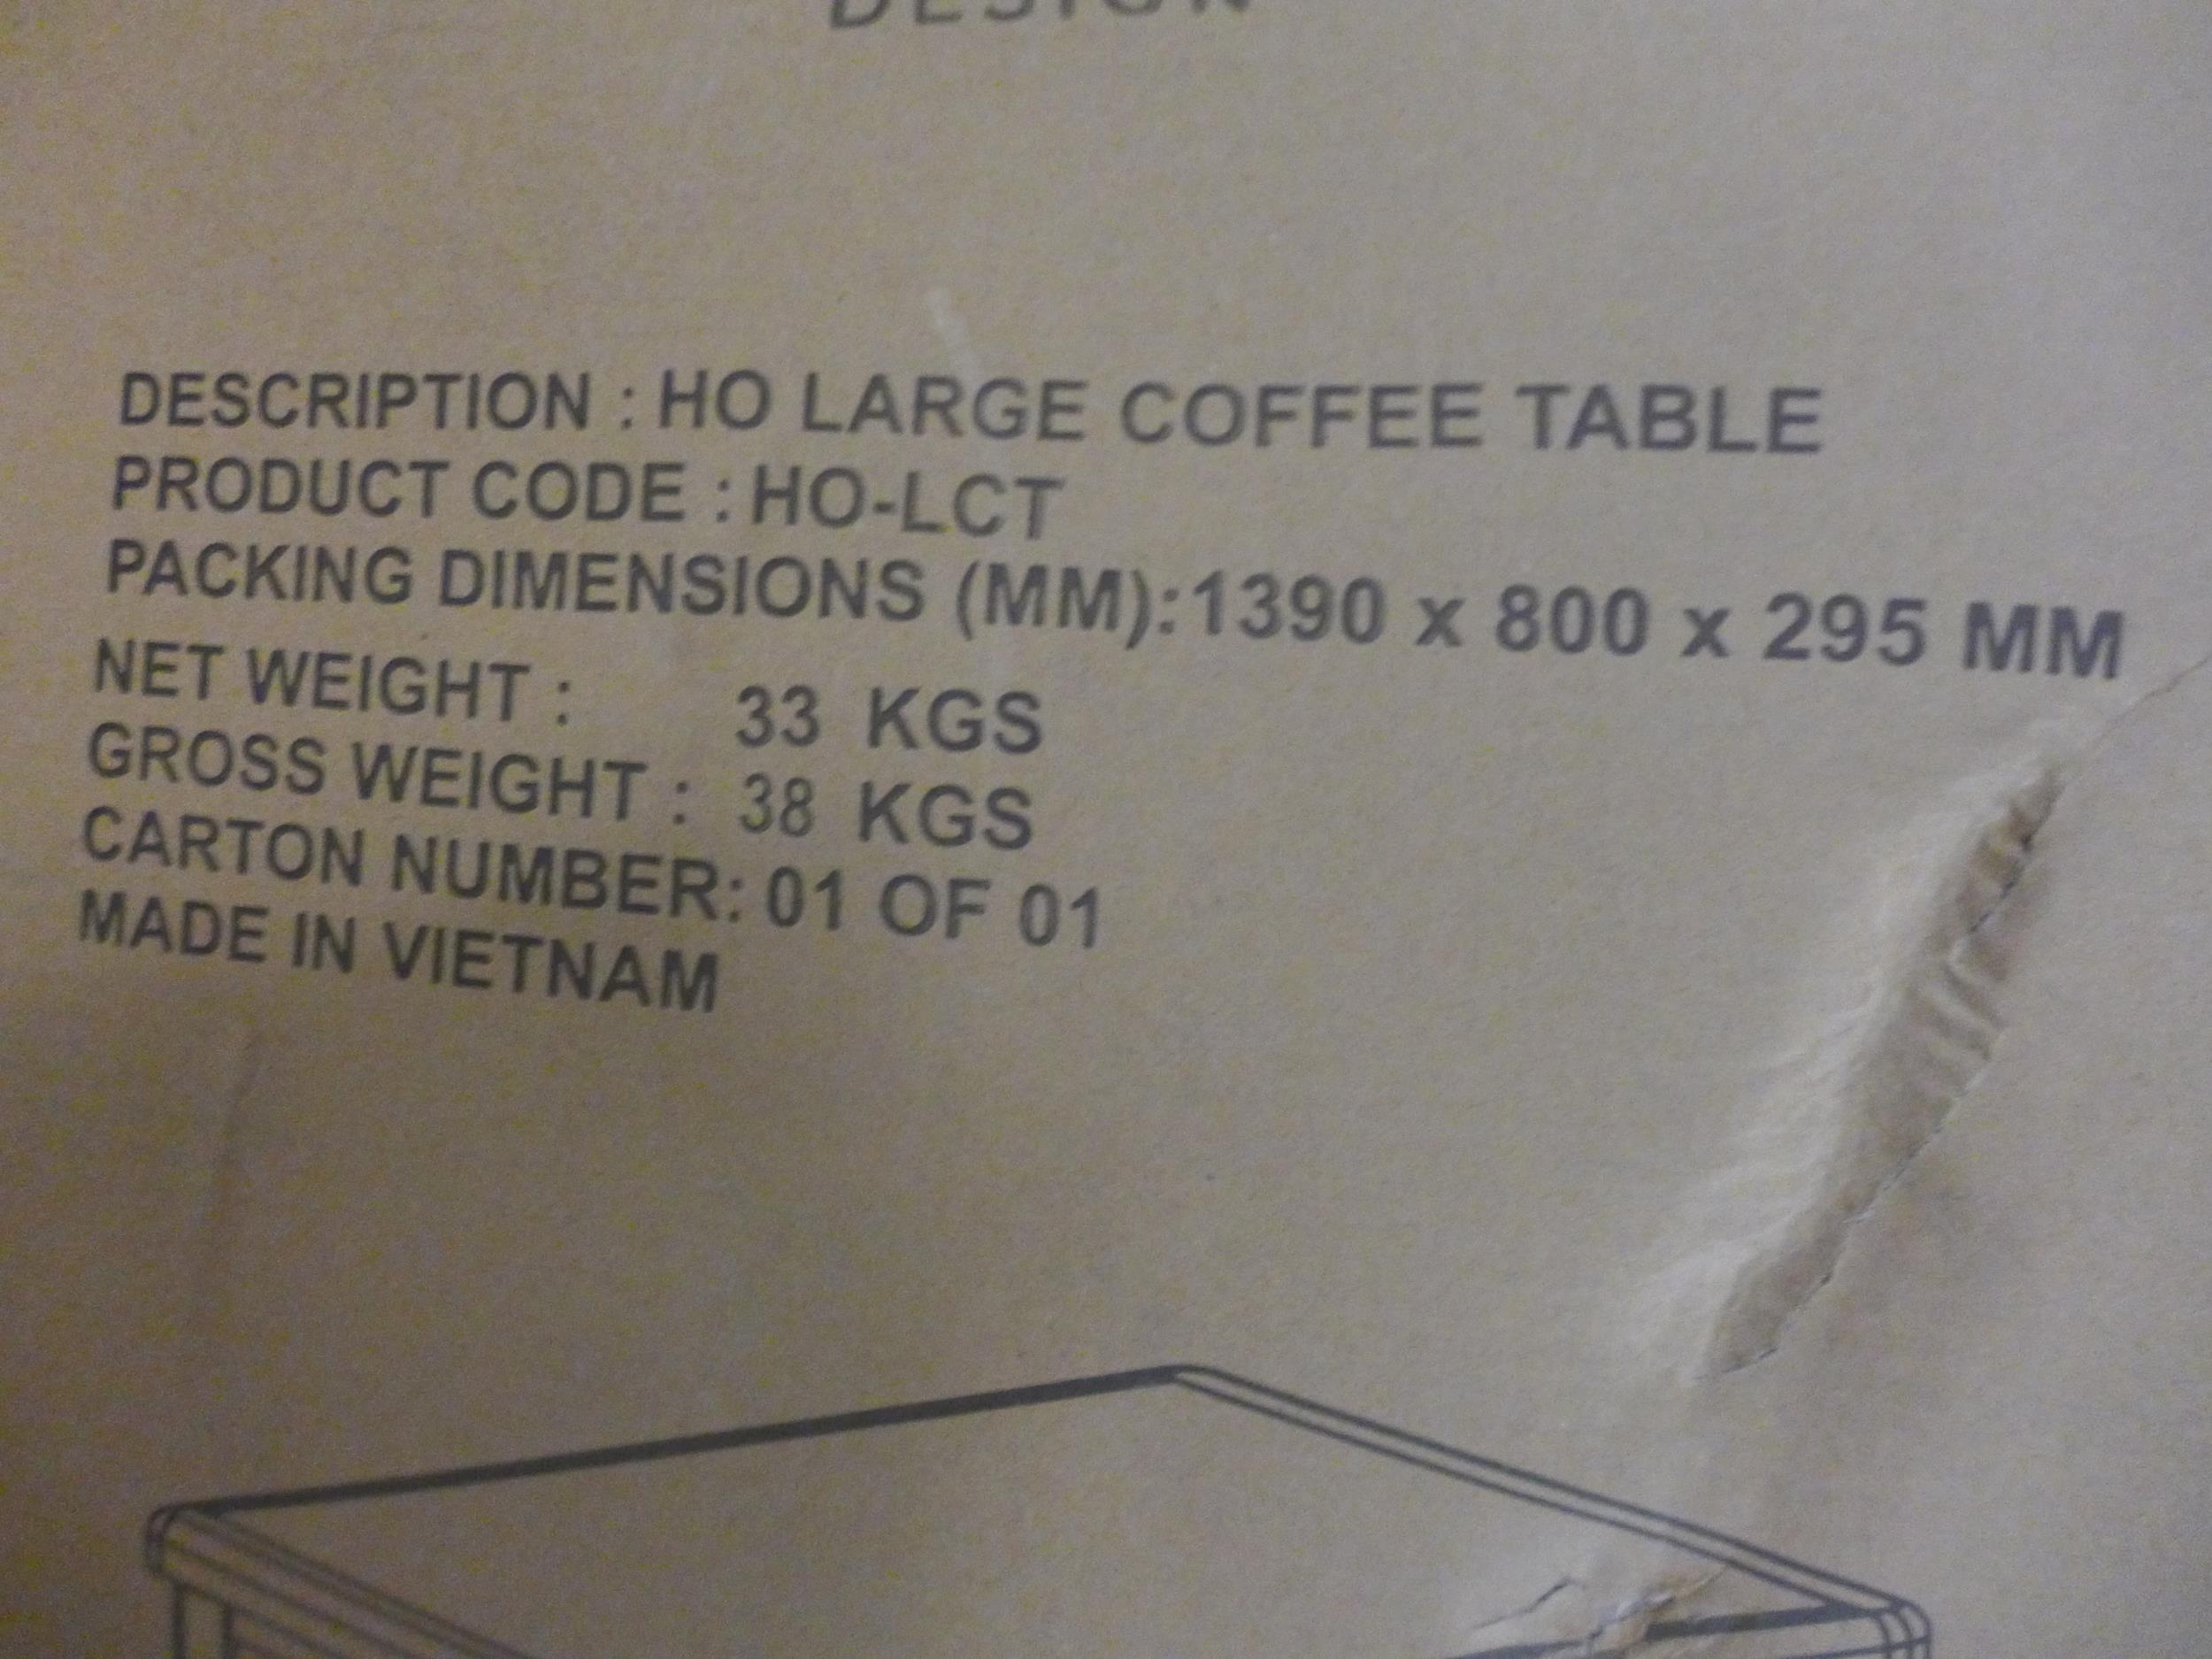 DESIGN
DESCRIPTION : HO LARGE COFFEE TABLE
PRODUCT CODE : HO-LCT
PACKING DIMENSIONS (MM):1390 x 800 x 295 MM
NET WEIGHT : 33 KGS
GROSS WEIGHT : 38 KGS
CARTON NUMBER: 01 OF 01
MADE IN VIETNAM